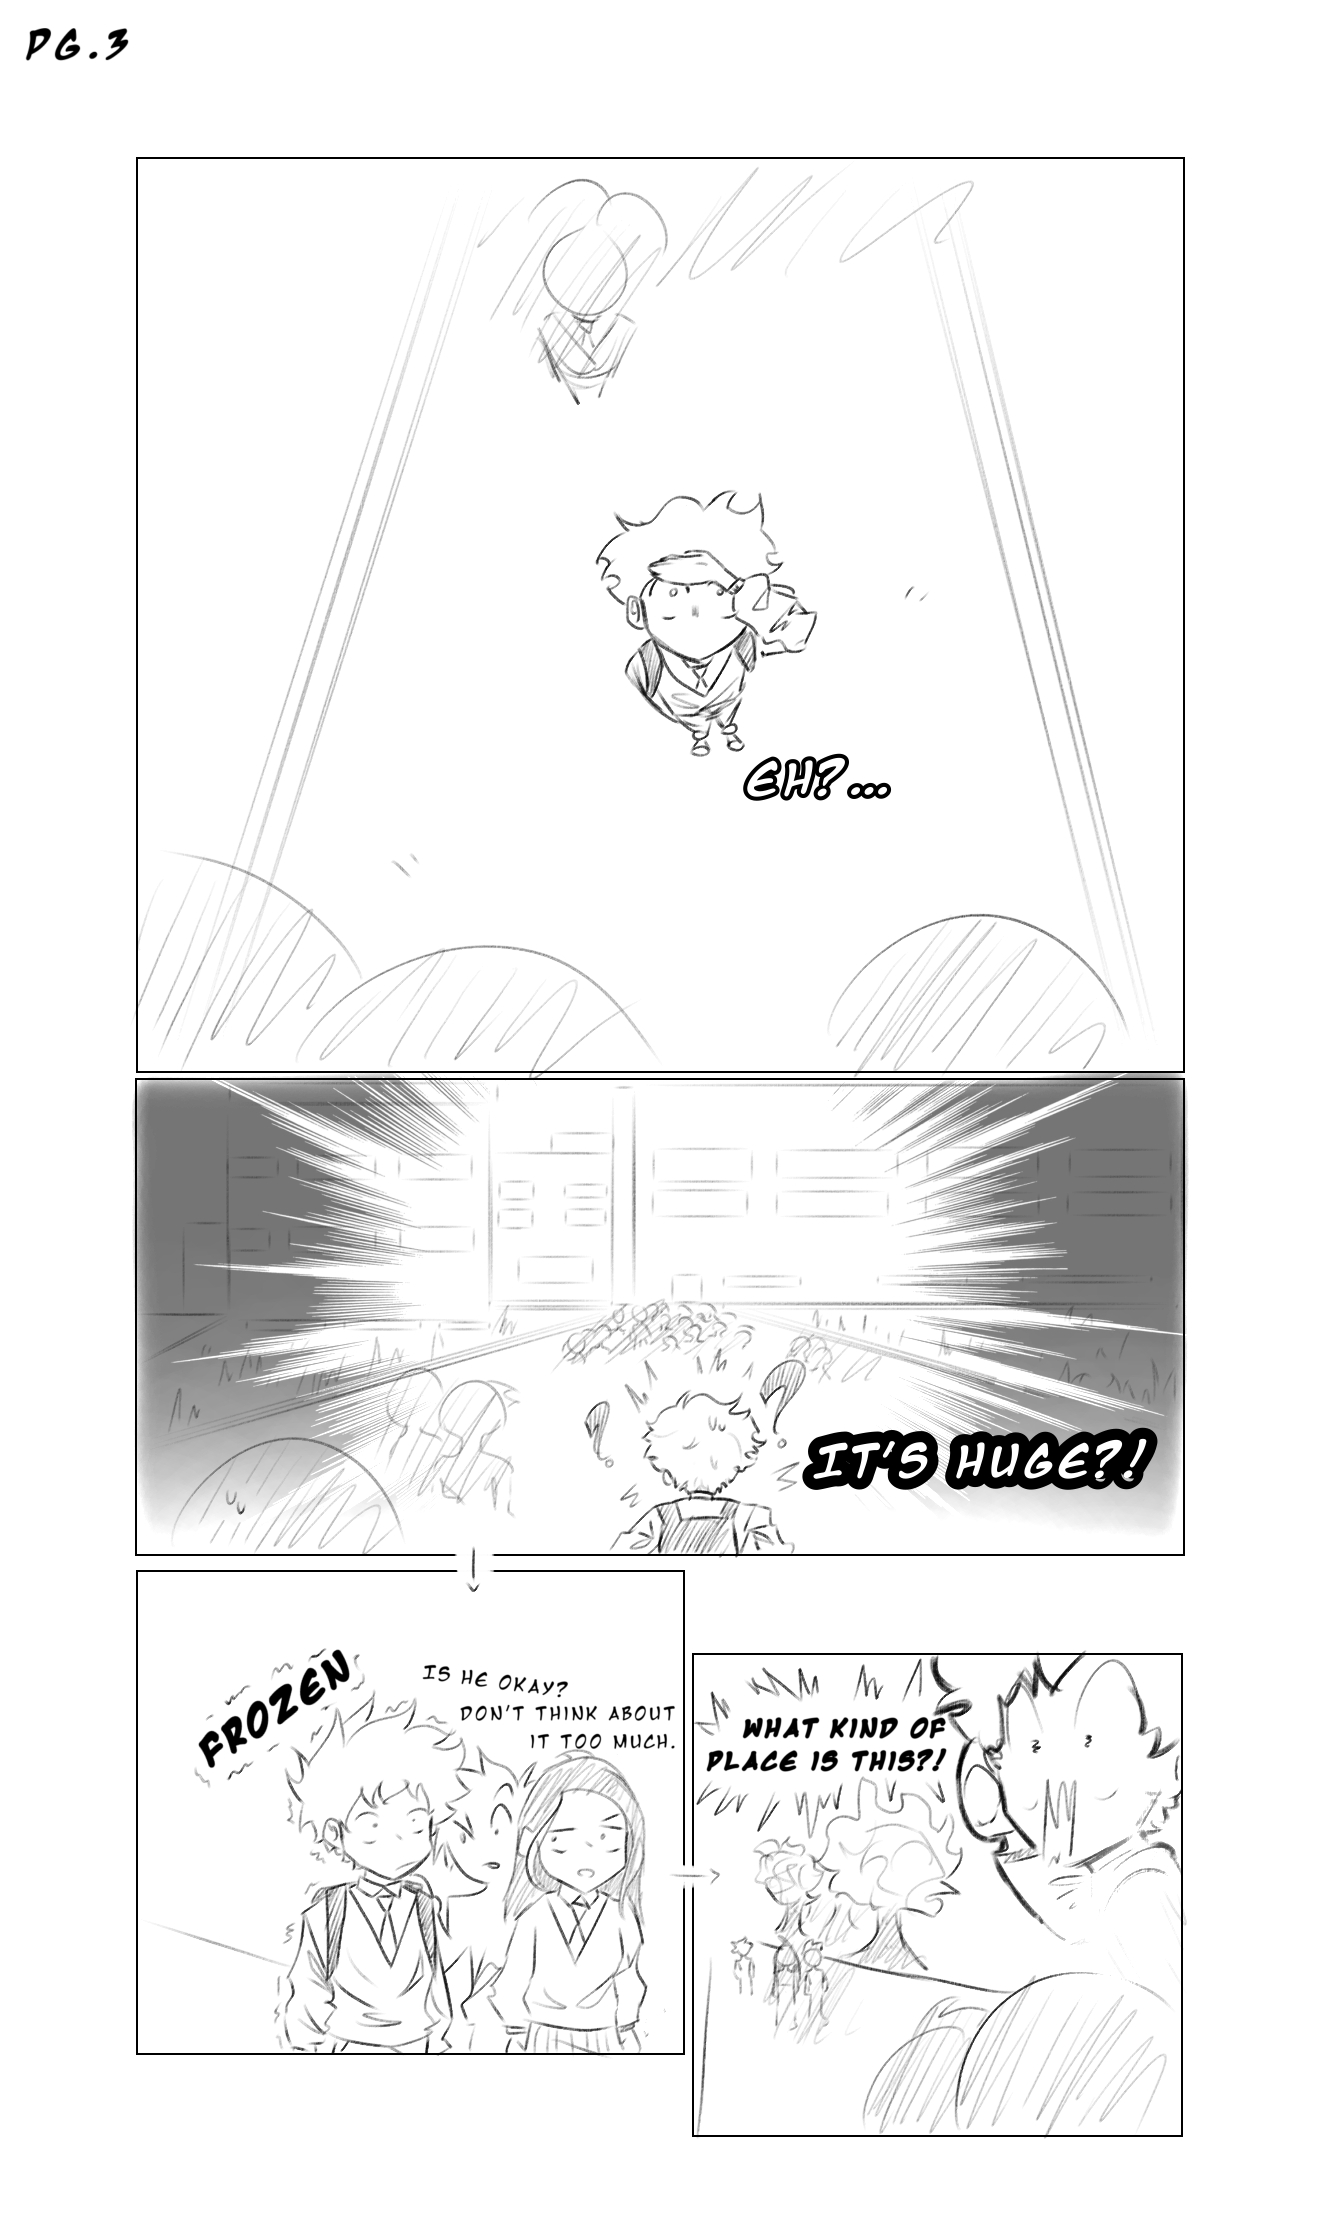 PG.3
EH?...
IT'S HUGE?!
FROZEN
IS HE OKAY?
DON'T THINK ABOUT
IT TOO MUCH.
WHAT KIND OF
PLACE IS THIS?!